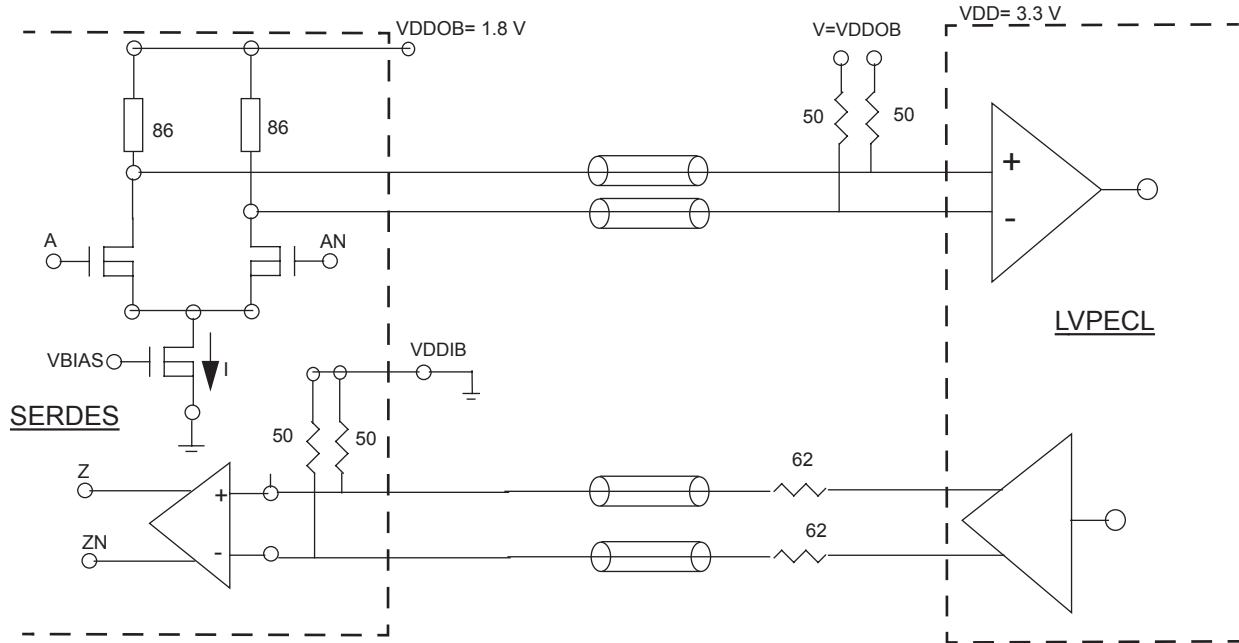 VDDOB= 1.8 V
V=VDDOB
VDD= 3.3 V
86
86
50
50
+
-
A
AN
LVPECL
VBIAS
I
VDDIB
SERDES
50
50
Z
+
62
ZN
-
62